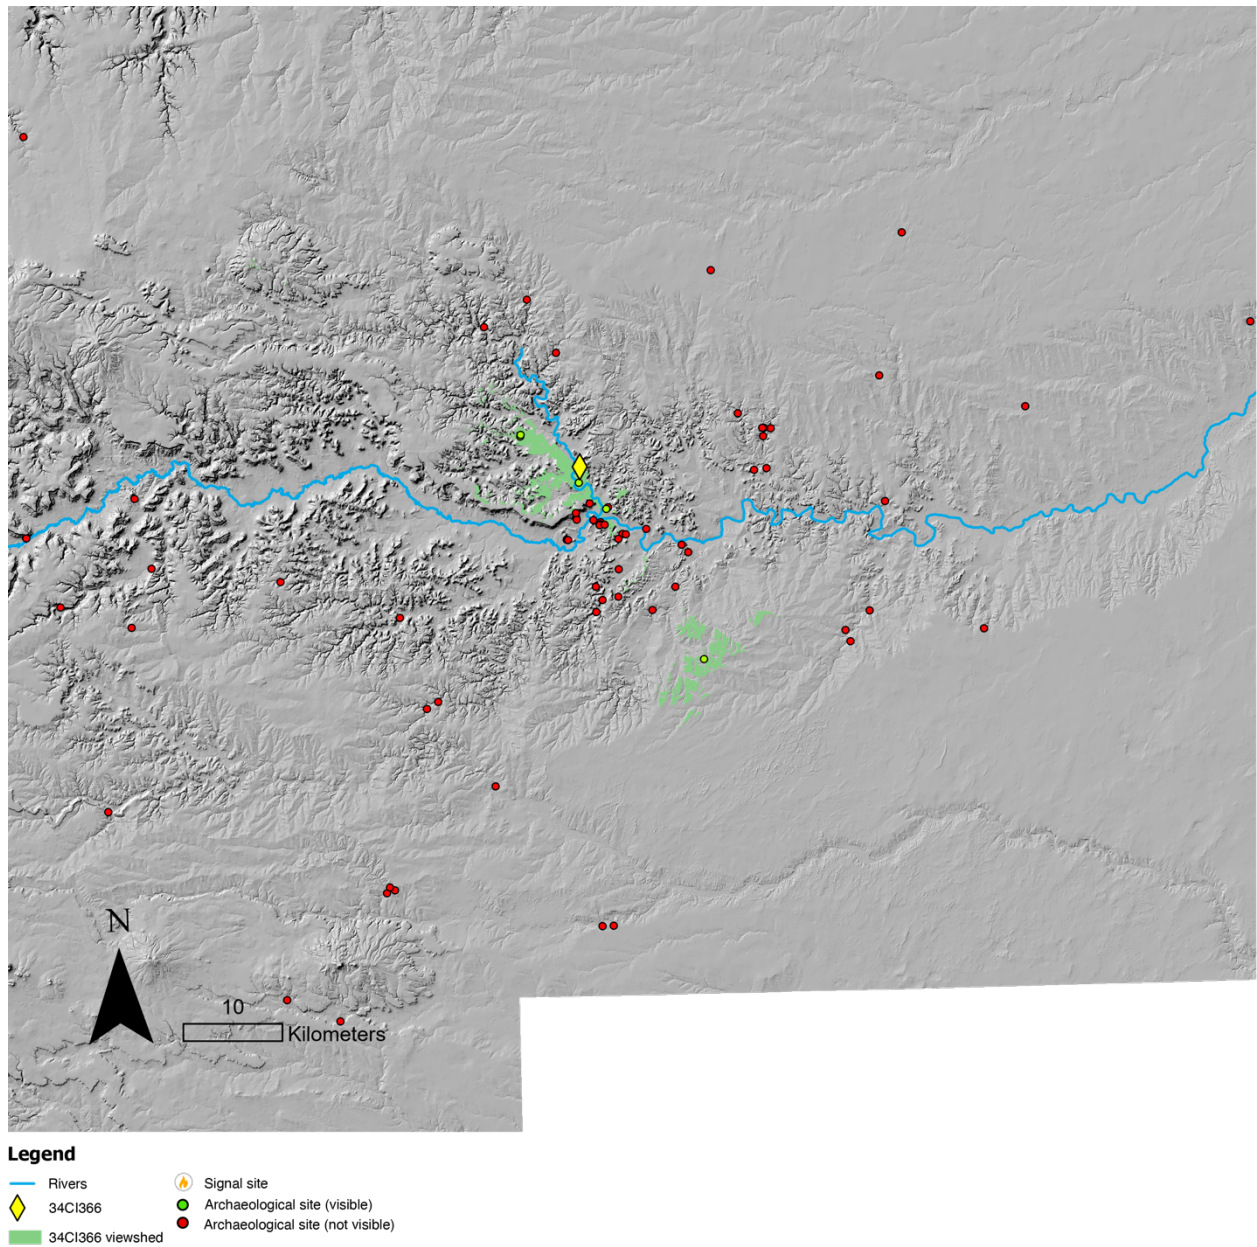 N
10
Kilometers
Legend
Rivers
34CI366
34CI366 viewshed
Signal site
Archaeological site (visible)
Archaeological site (not visible)